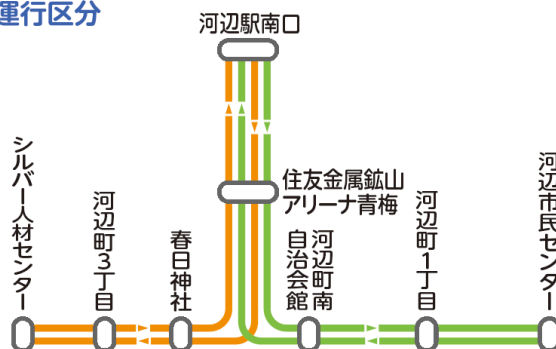 運行区分
河辺駅南口
住友金属鉱山
アリーナ青梅
シルバー人材センター
河辺町3丁目
春日神社
河辺町南
自治会館
河辺町1丁目
河辺市民センター